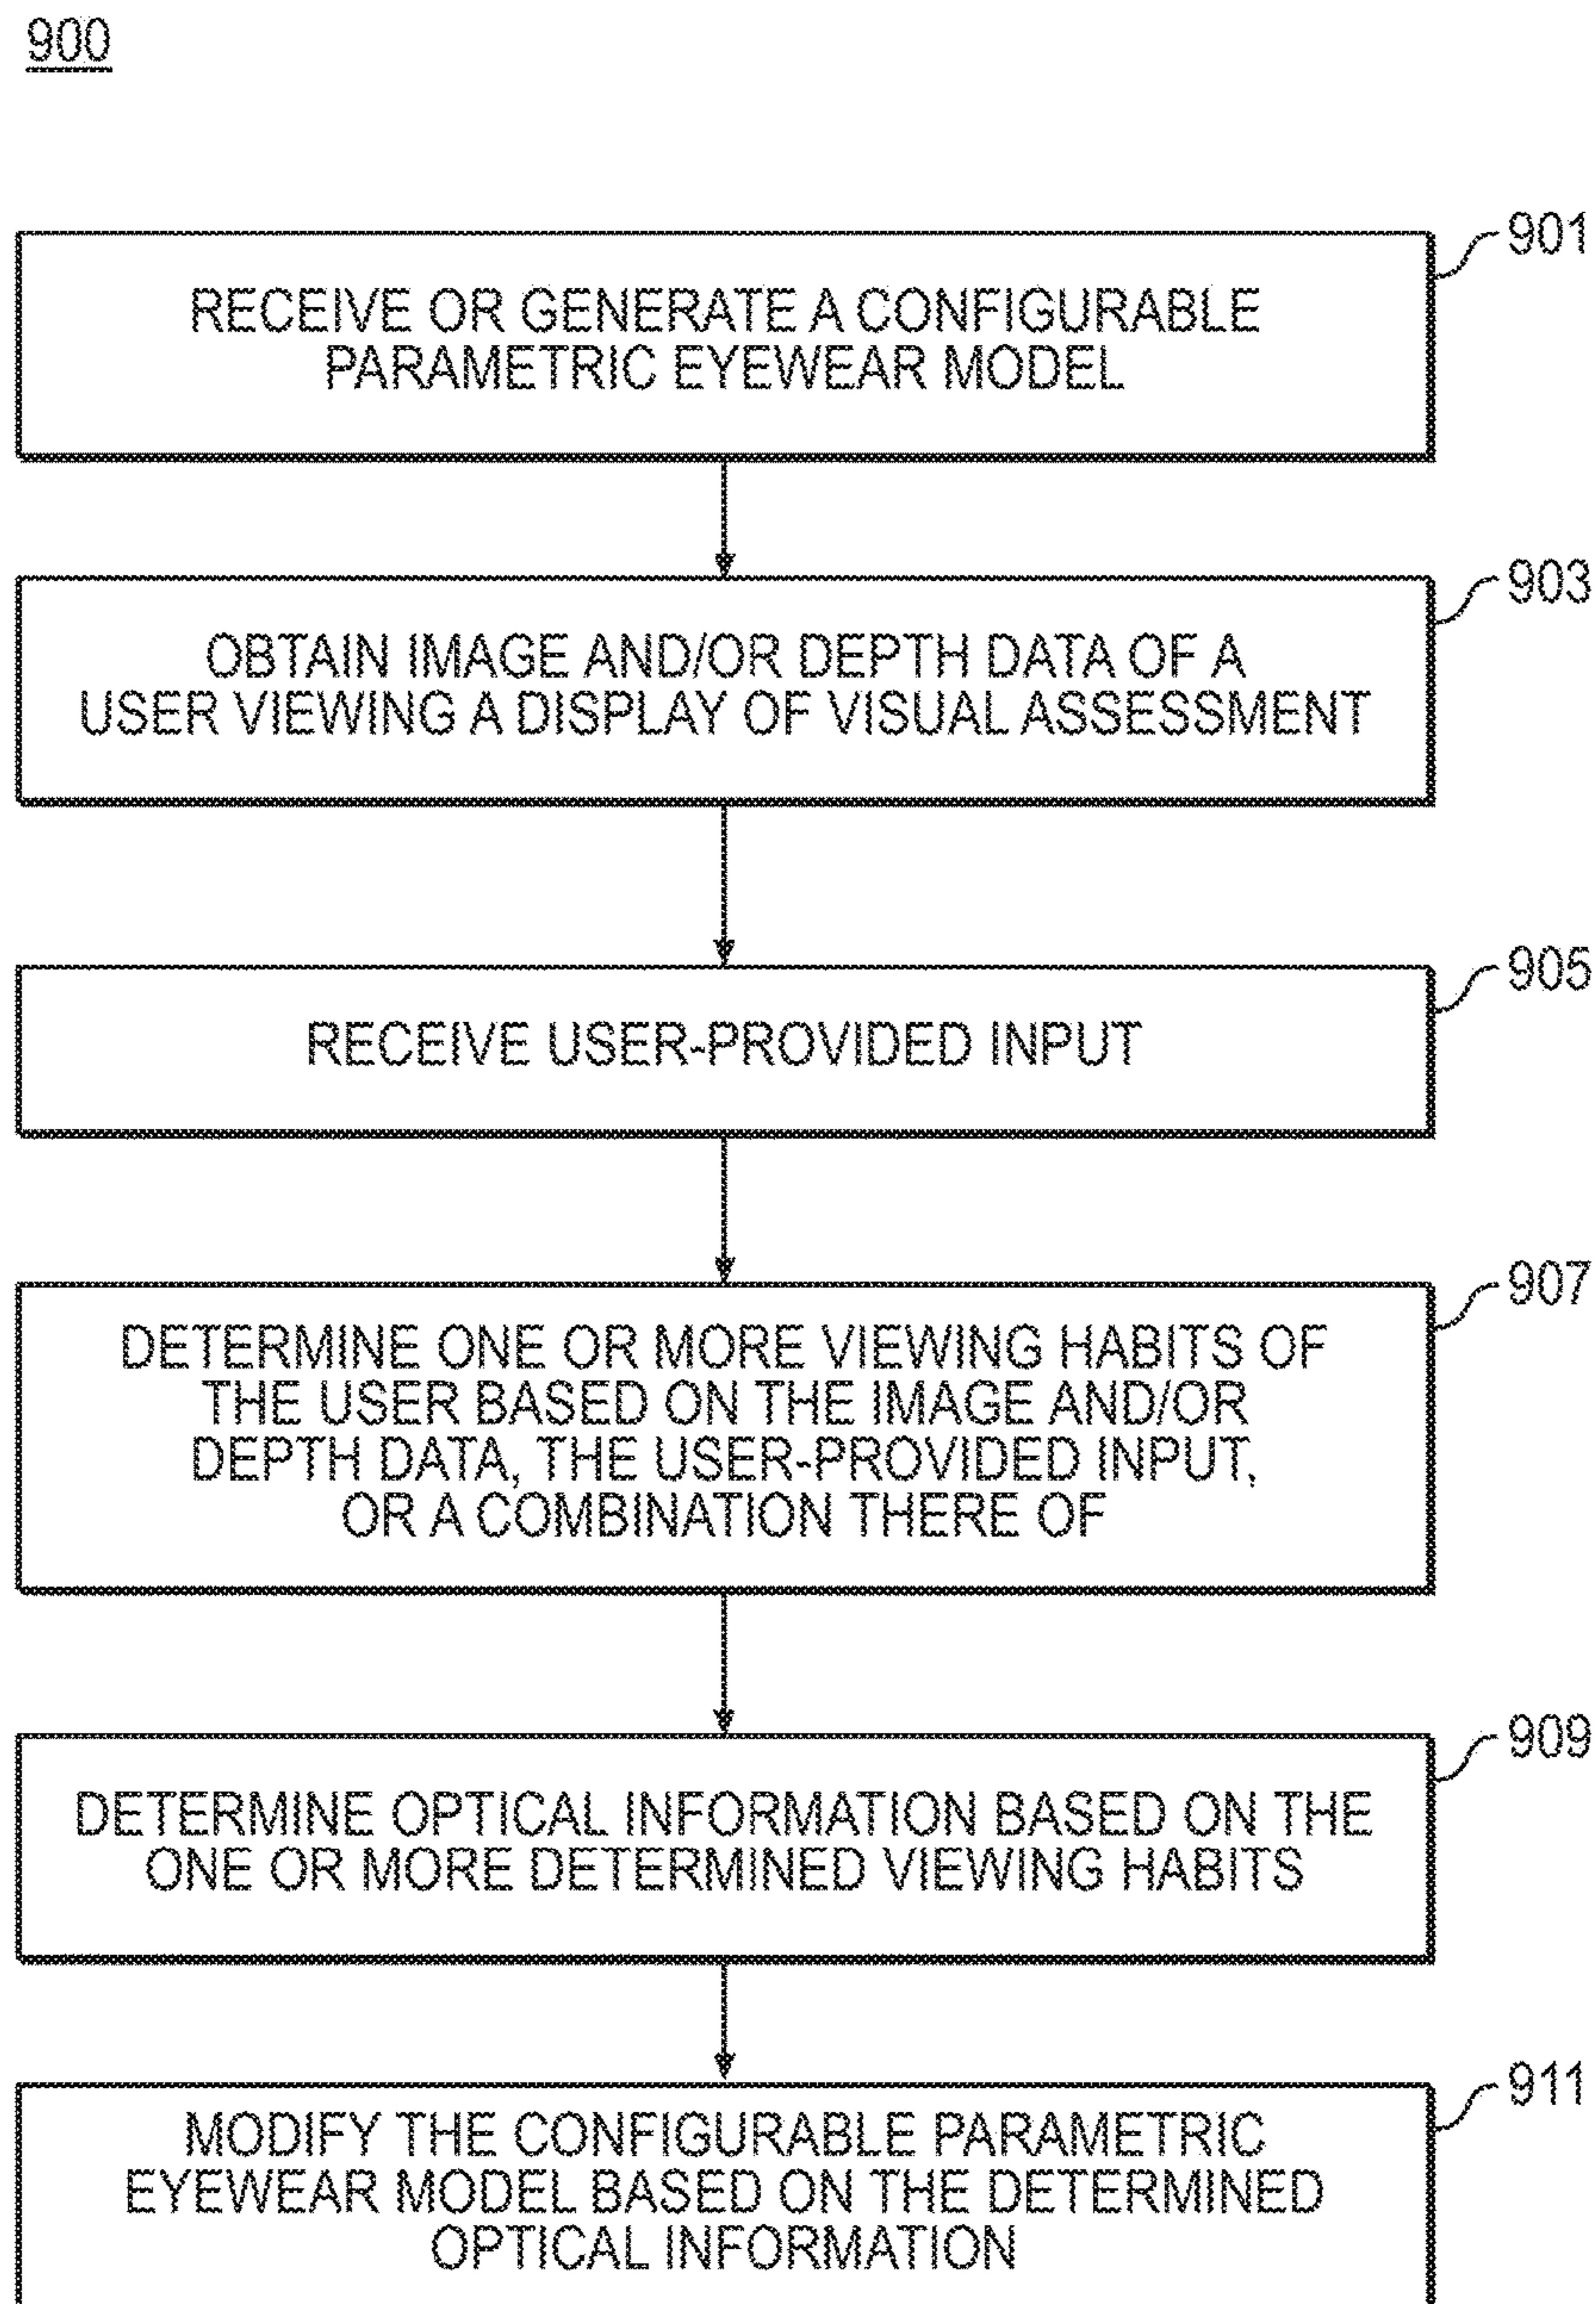 900
901
RECEIVE OR GENERATE A CONFIGURABLE
PARAMETRIC EYEWEAR MODEL
903
OBTAIN IMAGE AND/OR DEPTH DATA OF A
USER VIEWING A DISPLAY OF VISUAL ASSESSMENT
905
RECEIVE USER-PROVIDED INPUT
907
DETERMINE ONE OR MORE VIEWING HABITS OF
THE USER BASED ON THE IMAGE AND/OR
DEPTH DATA, THE USER-PROVIDED INPUT,
OR A COMBINATION THERE OF
909
DETERMINE OPTICAL INFORMATION BASED ON THE
ONE OR MORE DETERMINED VIEWING HABITS
911
MODIFY THE CONFIGURABLE PARAMETRIC
EYEWEAR MODEL BASED ON THE DETERMINED
OPTICAL INFORMATION